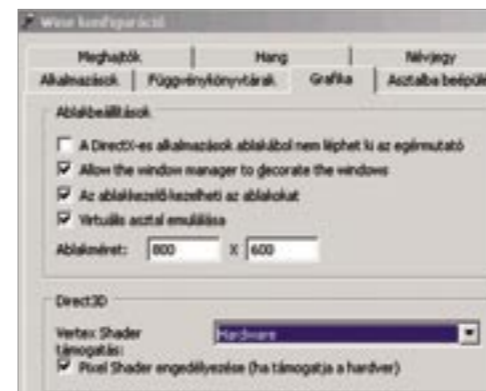 Wine konfiguráció
Meghajtók Hang Névjegy
Alkalmazások Függvénykönyvtárak Grafika Asztalba beépülé
Ablakbeállítások
A DirectX-es alkalmazások ablakából nem léphet ki az egérmutató
Allow the window manager to decorate the windows
Az ablakkezelő kezelheti az ablakokat
Virtuális asztal emulálása
Ablakméret: 800 X 600
Direct3D
Vertex Shader Hardware
támogatás:
Pixel Shader engedélyezése (ha támogatja a hardver)